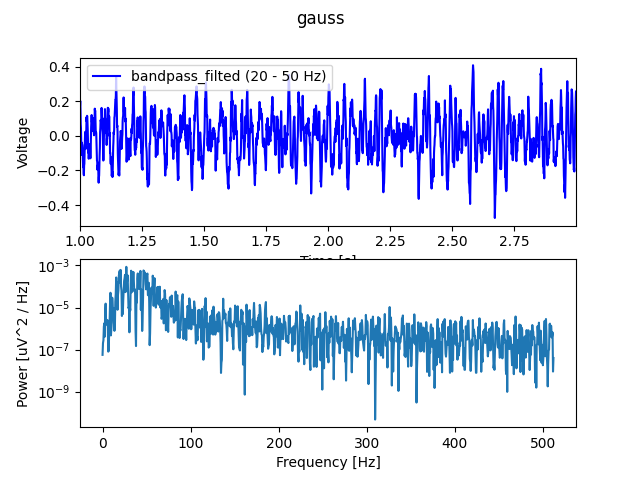 gauss
bandpass_filted (20 - 50 Hz)
Voltage
0.4
0.2
0.0
−0.2
−0.4
1.00 1.25 1.50 1.75 2.00 2.25 2.50 2.75
Time [s]
Power [uV^2 / Hz]
10^−3
10^−5
10^−7
10^−9
0 100 200 300 400 500
Frequency [Hz]